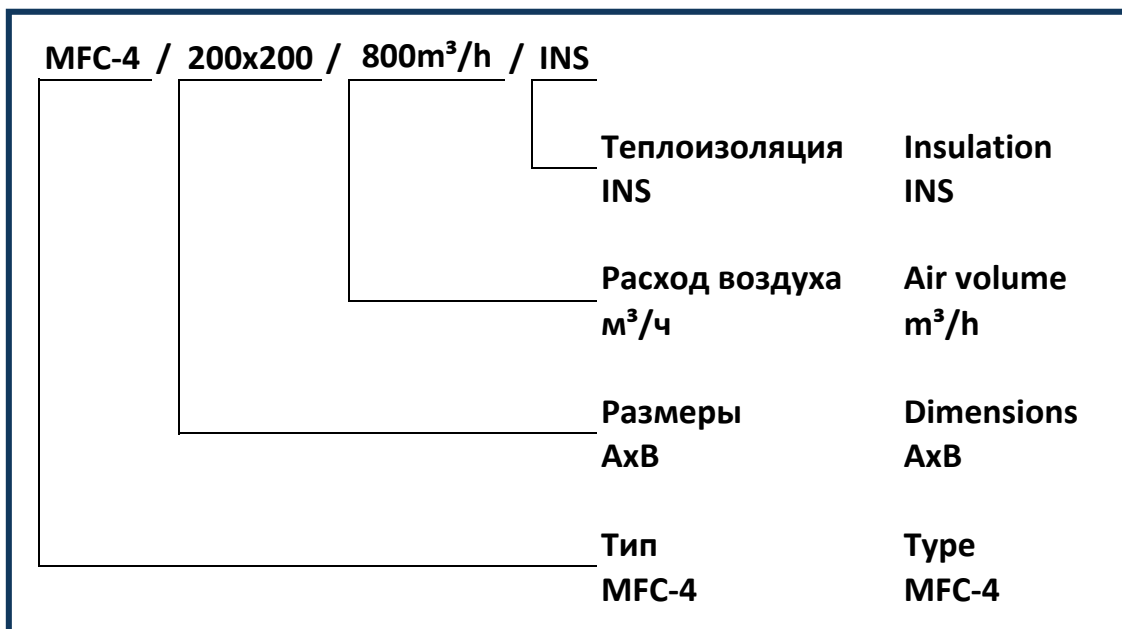 MFC-4 / 200x200 / 800m³/h / INS
Теплоизоляция Insulation
INS INS
Расход воздуха Air volume
м³/ч m³/h
Размеры Dimensions
AxB AxB
Тип Type
MFC-4 MFC-4